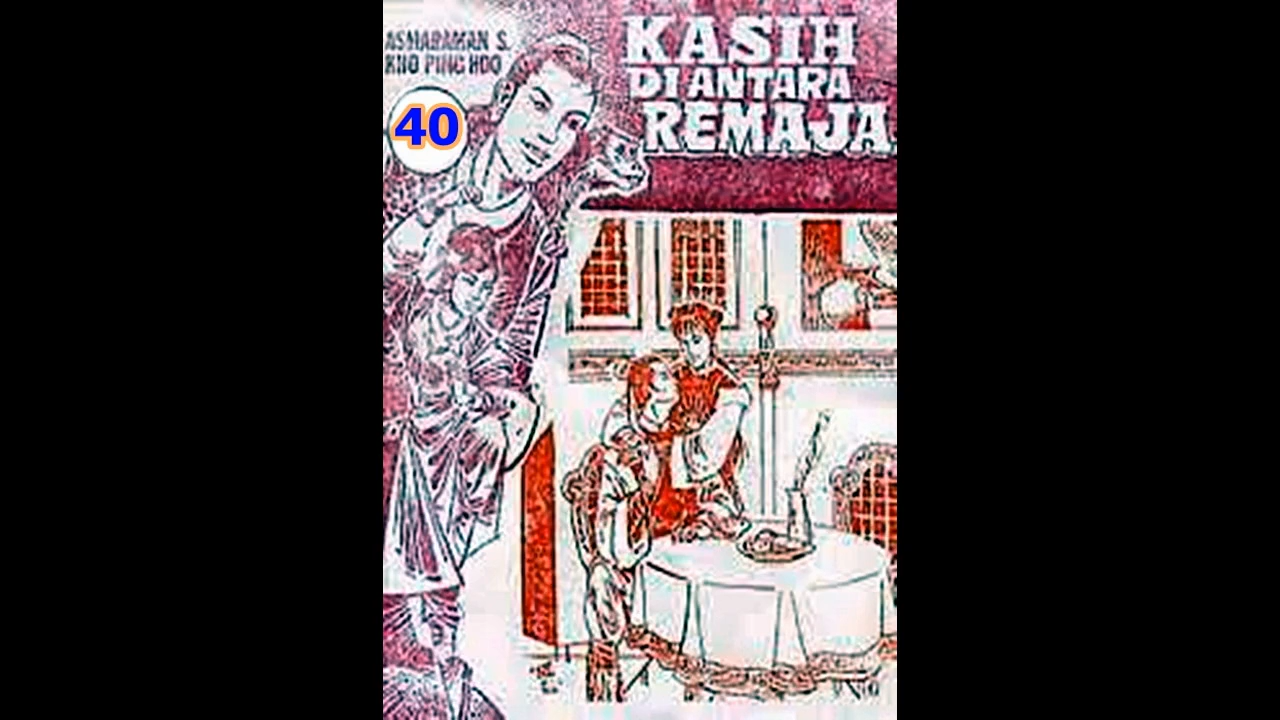 ASMARAMAN S.
KHO PING HOO
40
KASIH
DI ANTARA
REMAJA